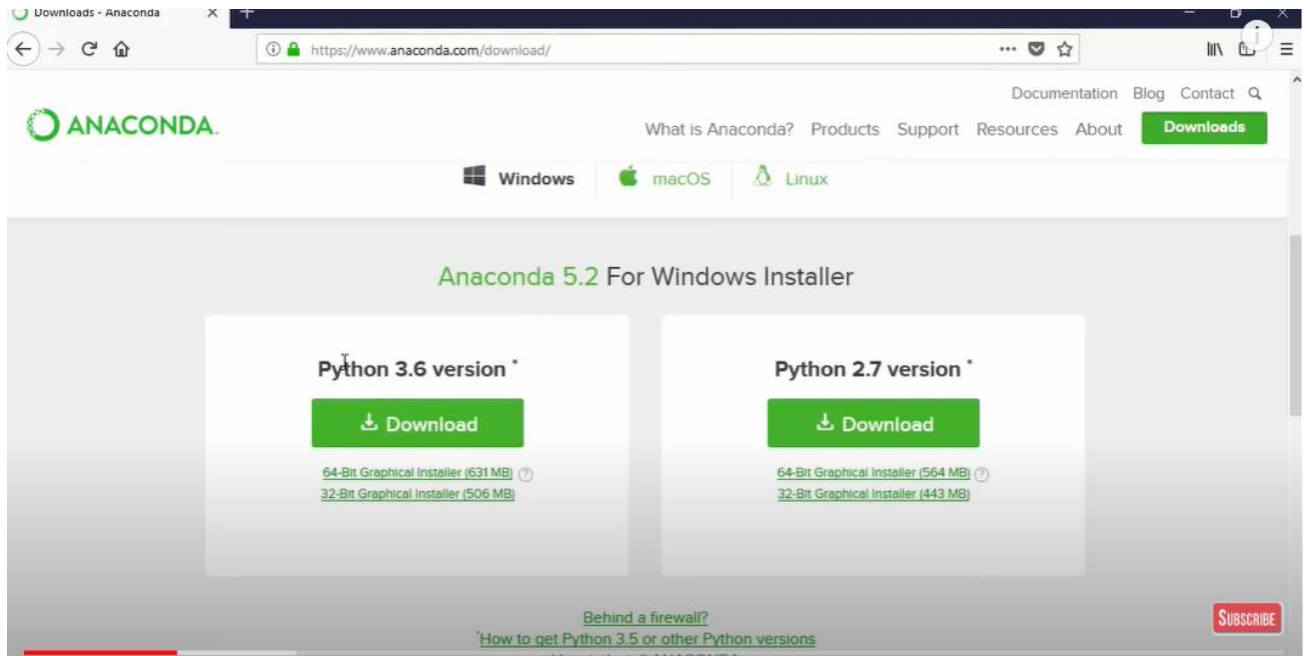 Downloads - Anaconda
https://www.anaconda.com/download/
Documentation Blog Contact
ANACONDA.
What is Anaconda? Products Support Resources About Downloads
Windows macOS Linux
Anaconda 5.2 For Windows Installer
Python 3.6 version *
Download
64-Bit Graphical Installer (631 MB) ?
32-Bit Graphical Installer (506 MB)
Python 2.7 version *
Download
64-Bit Graphical Installer (564 MB) ?
32-Bit Graphical Installer (443 MB)
Behind a firewall?
*How to get Python 3.5 or other Python versions
SUBSCRIBE